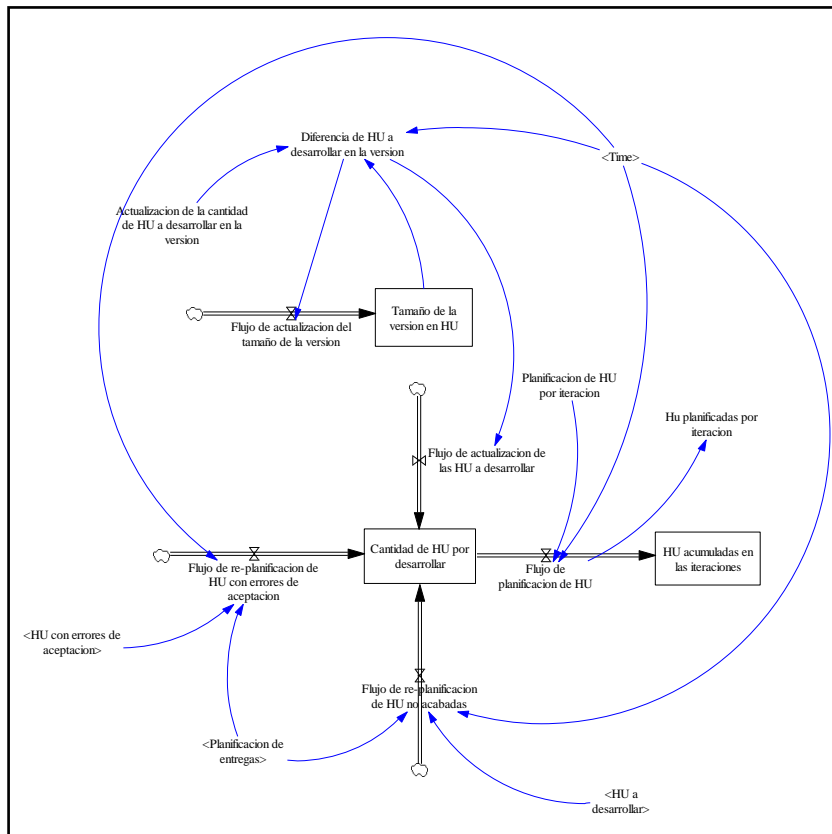 Diferencia de HU a
desarrollar en la version
<Time>
Actualizacion de la cantidad
de HU a desarrollar en la
version
Tamaño de la
version en HU
Flujo de actualizacion del
tamaño de la version
Planificacion de HU
por iteracion
Hu planificadas por
iteracion
Flujo de actualizacion de
las HU a desarrollar
Cantidad de HU por
desarrollar
HU acumuladas en
las iteraciones
Flujo de re-planificacion de
HU con errores de
aceptacion
Flujo de
planificacion de HU
<HU con errores de
aceptacion>
Flujo de re-planificacion
de HU no acabadas
<Planificacion de
entregas>
<HU a
desarrollar>